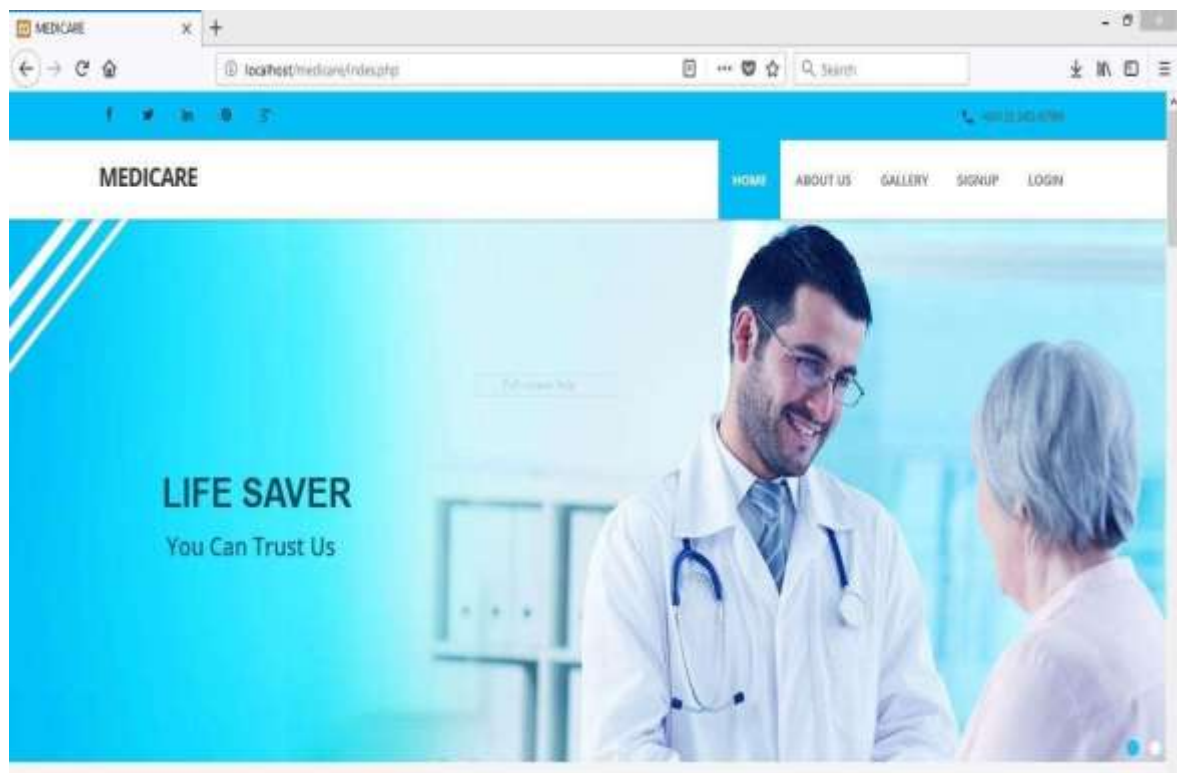 MEDICARE
localhost/medicare/index.php
Search
MEDICARE
HOME ABOUT US GALLERY SIGNUP LOGIN
LIFE SAVER
You Can Trust Us